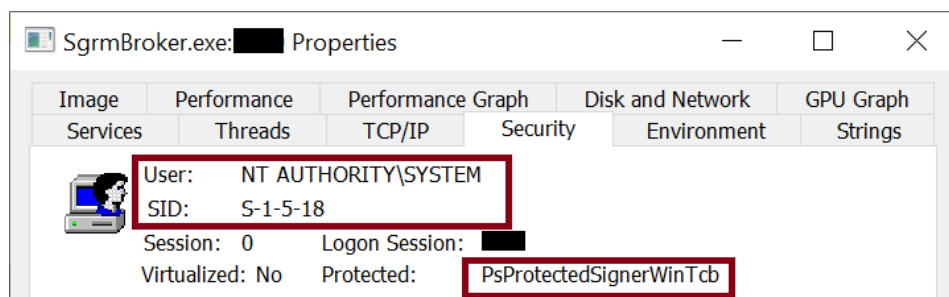 SgrmBroker.exe: Properties
Image Performance Performance Graph Disk and Network GPU Graph
Services Threads TCP/IP Security Environment Strings
User: NT AUTHORITY\SYSTEM
SID: S-1-5-18
Session: 0 Logon Session:
Virtualized: No Protected: PsProtectedSignerWinTcb